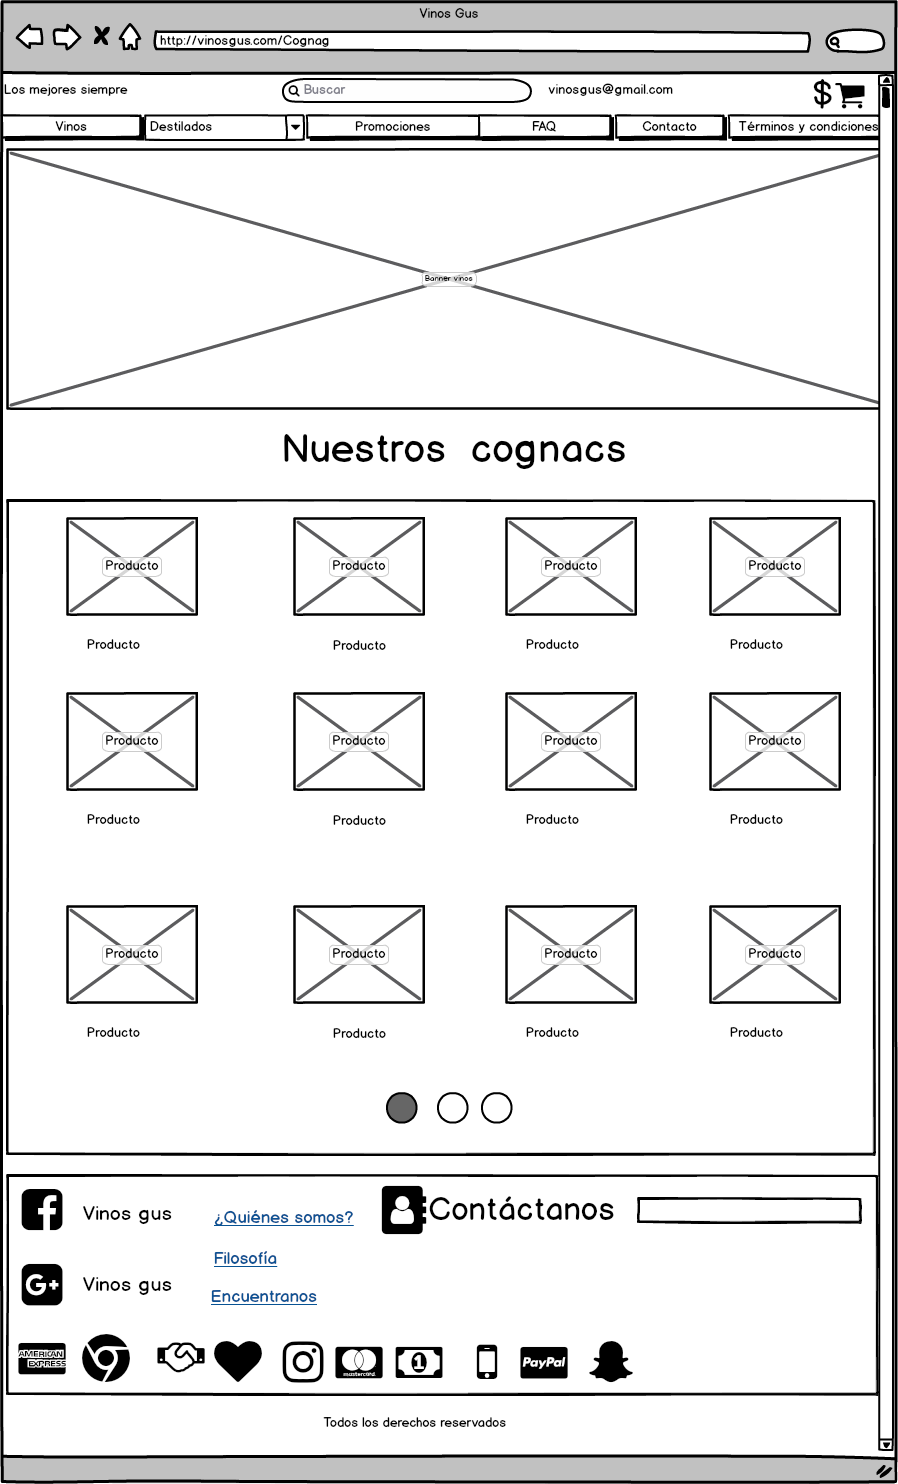 Vinos Gus
http://vinosgus.com/Cognag
Los mejores siempre
Buscar
vinosgus@gmail.com
$
Vinos
Destilados
Promociones
FAQ
Contacto
Términos y condiciones
Banner vinos
Nuestros cognacs
Producto Producto Producto Producto
Producto Producto Producto Producto
Producto Producto Producto Producto
Producto Producto Producto Producto
Producto Producto Producto Producto
Producto Producto Producto Producto
Vinos gus
¿Quiénes somos?
Contáctanos
Filosofía
G+
Vinos gus
Encuentranos
AMERICAN
EXPRESS
mastercard
1
PayPal
Todos los derechos reservados